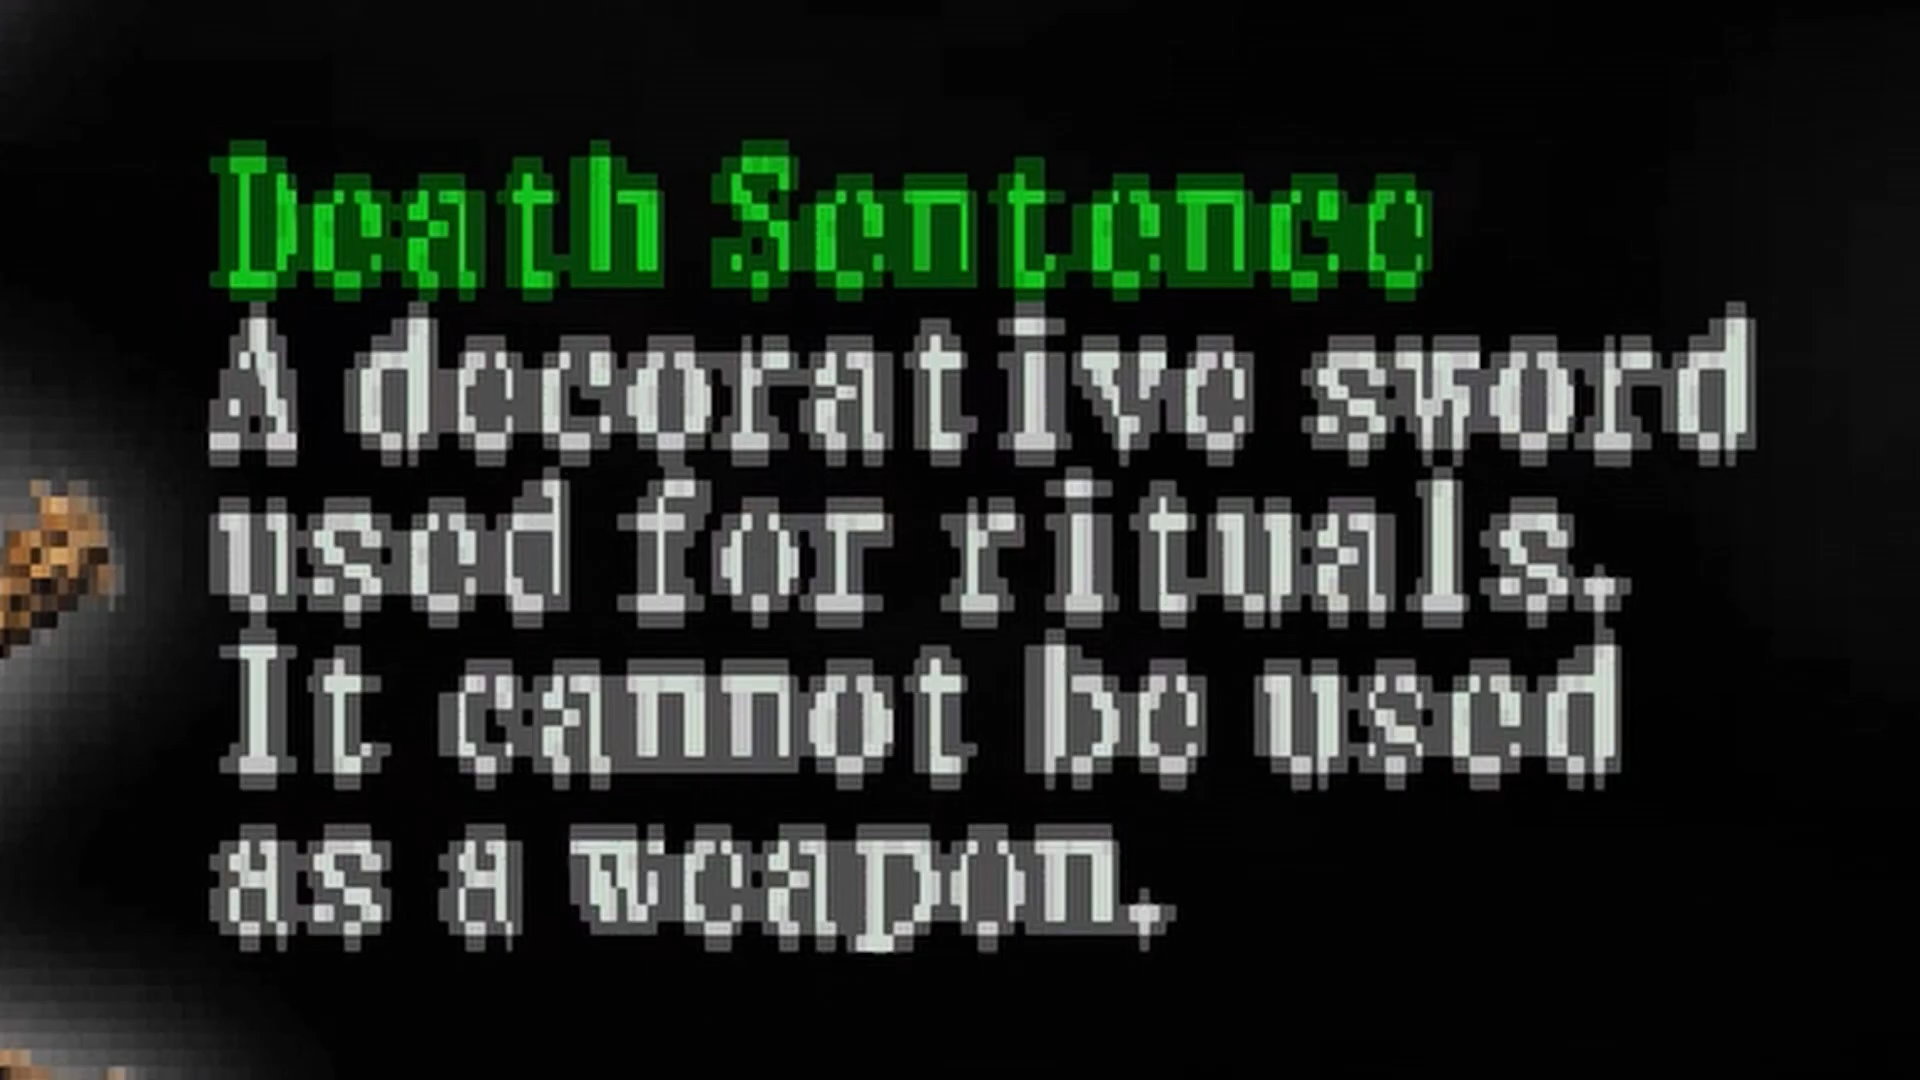 Death Sentence
A decorative sword
used for rituals.
It cannot be used
as a weapon.